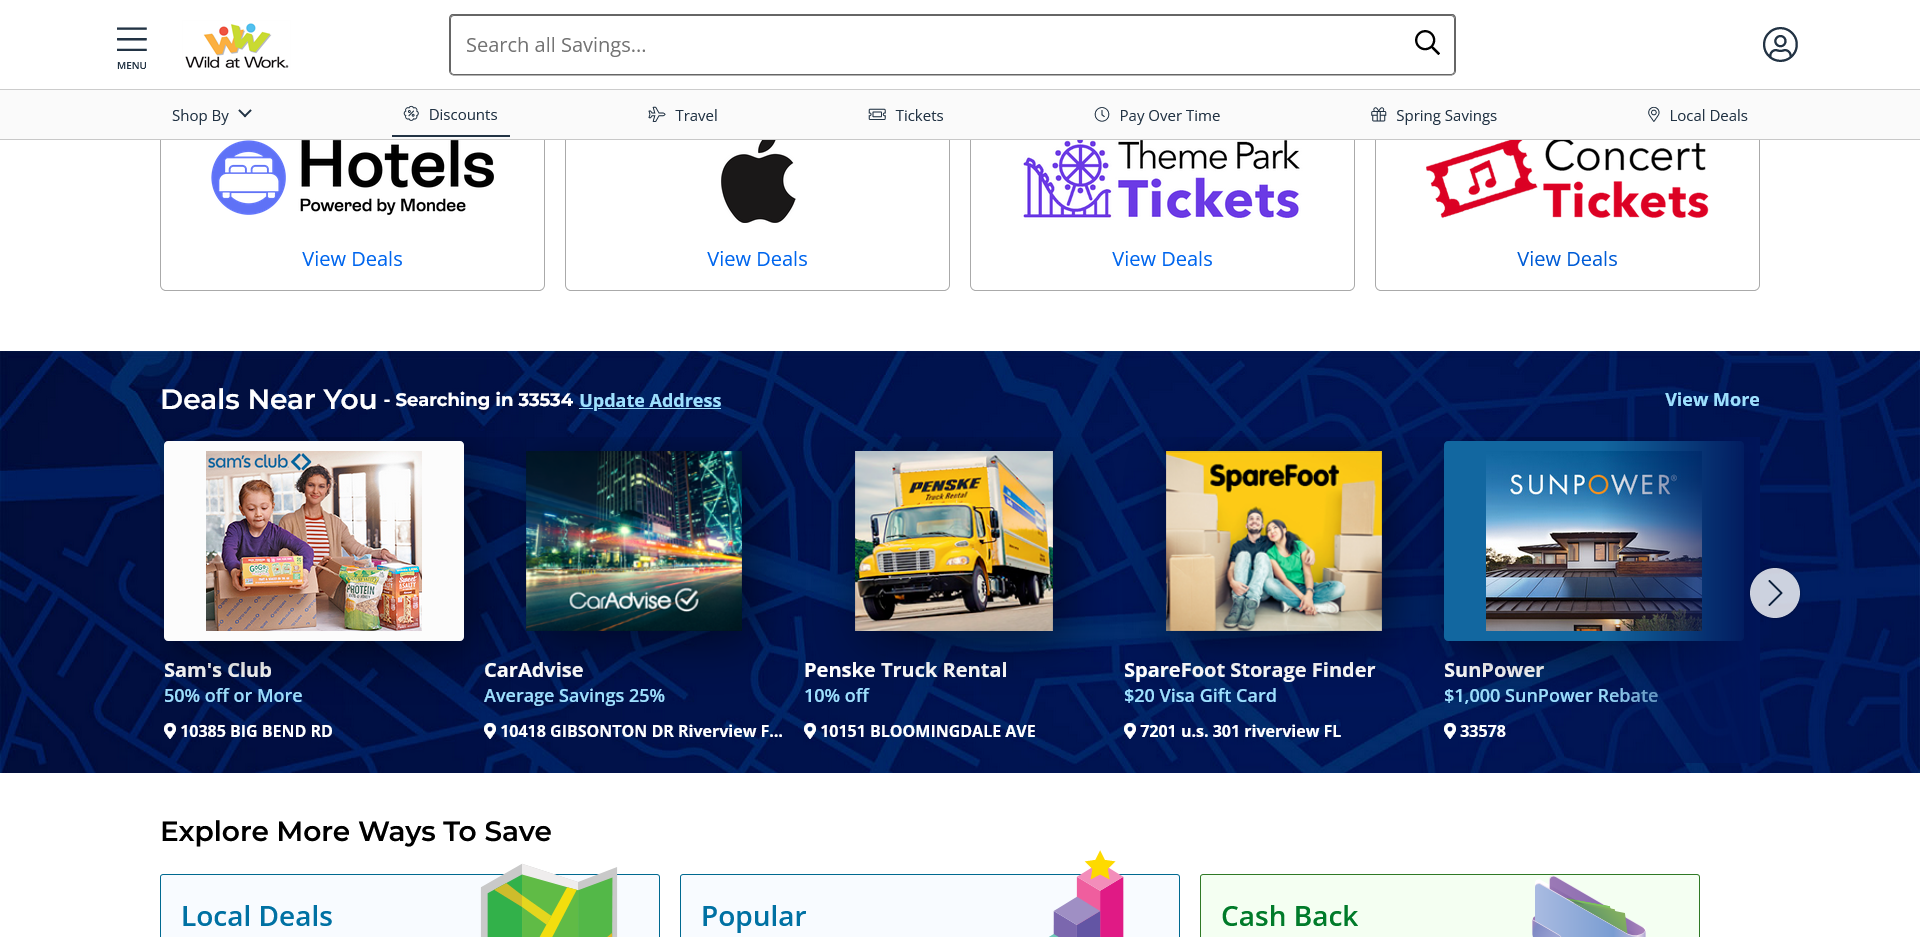 MENU
Wild at Work.
Search all Savings...
Shop By
Discounts
Travel
Tickets
Pay Over Time
Spring Savings
Local Deals
Hotels
Powered by Mondee
View Deals
View Deals
Theme Park
Tickets
View Deals
Concert
Tickets
View Deals
Deals Near You - Searching in 33534 Update Address
View More
sam's club
GoGo
PROTEIN
Sweet & SALTY
Sam's Club
50% off or More
10385 BIG BEND RD
CarAdvise
CarAdvise
Average Savings 25%
10418 GIBSONTON DR Riverview F...
PENSKE
Truck Rental
Penske Truck Rental
10% off
10151 BLOOMINGDALE AVE
SpareFoot
SpareFoot Storage Finder
$20 Visa Gift Card
7201 u.s. 301 riverview FL
SUNPOWER®
SunPower
$1,000 SunPower Rebate
33578
Explore More Ways To Save
Local Deals
Popular
Cash Back